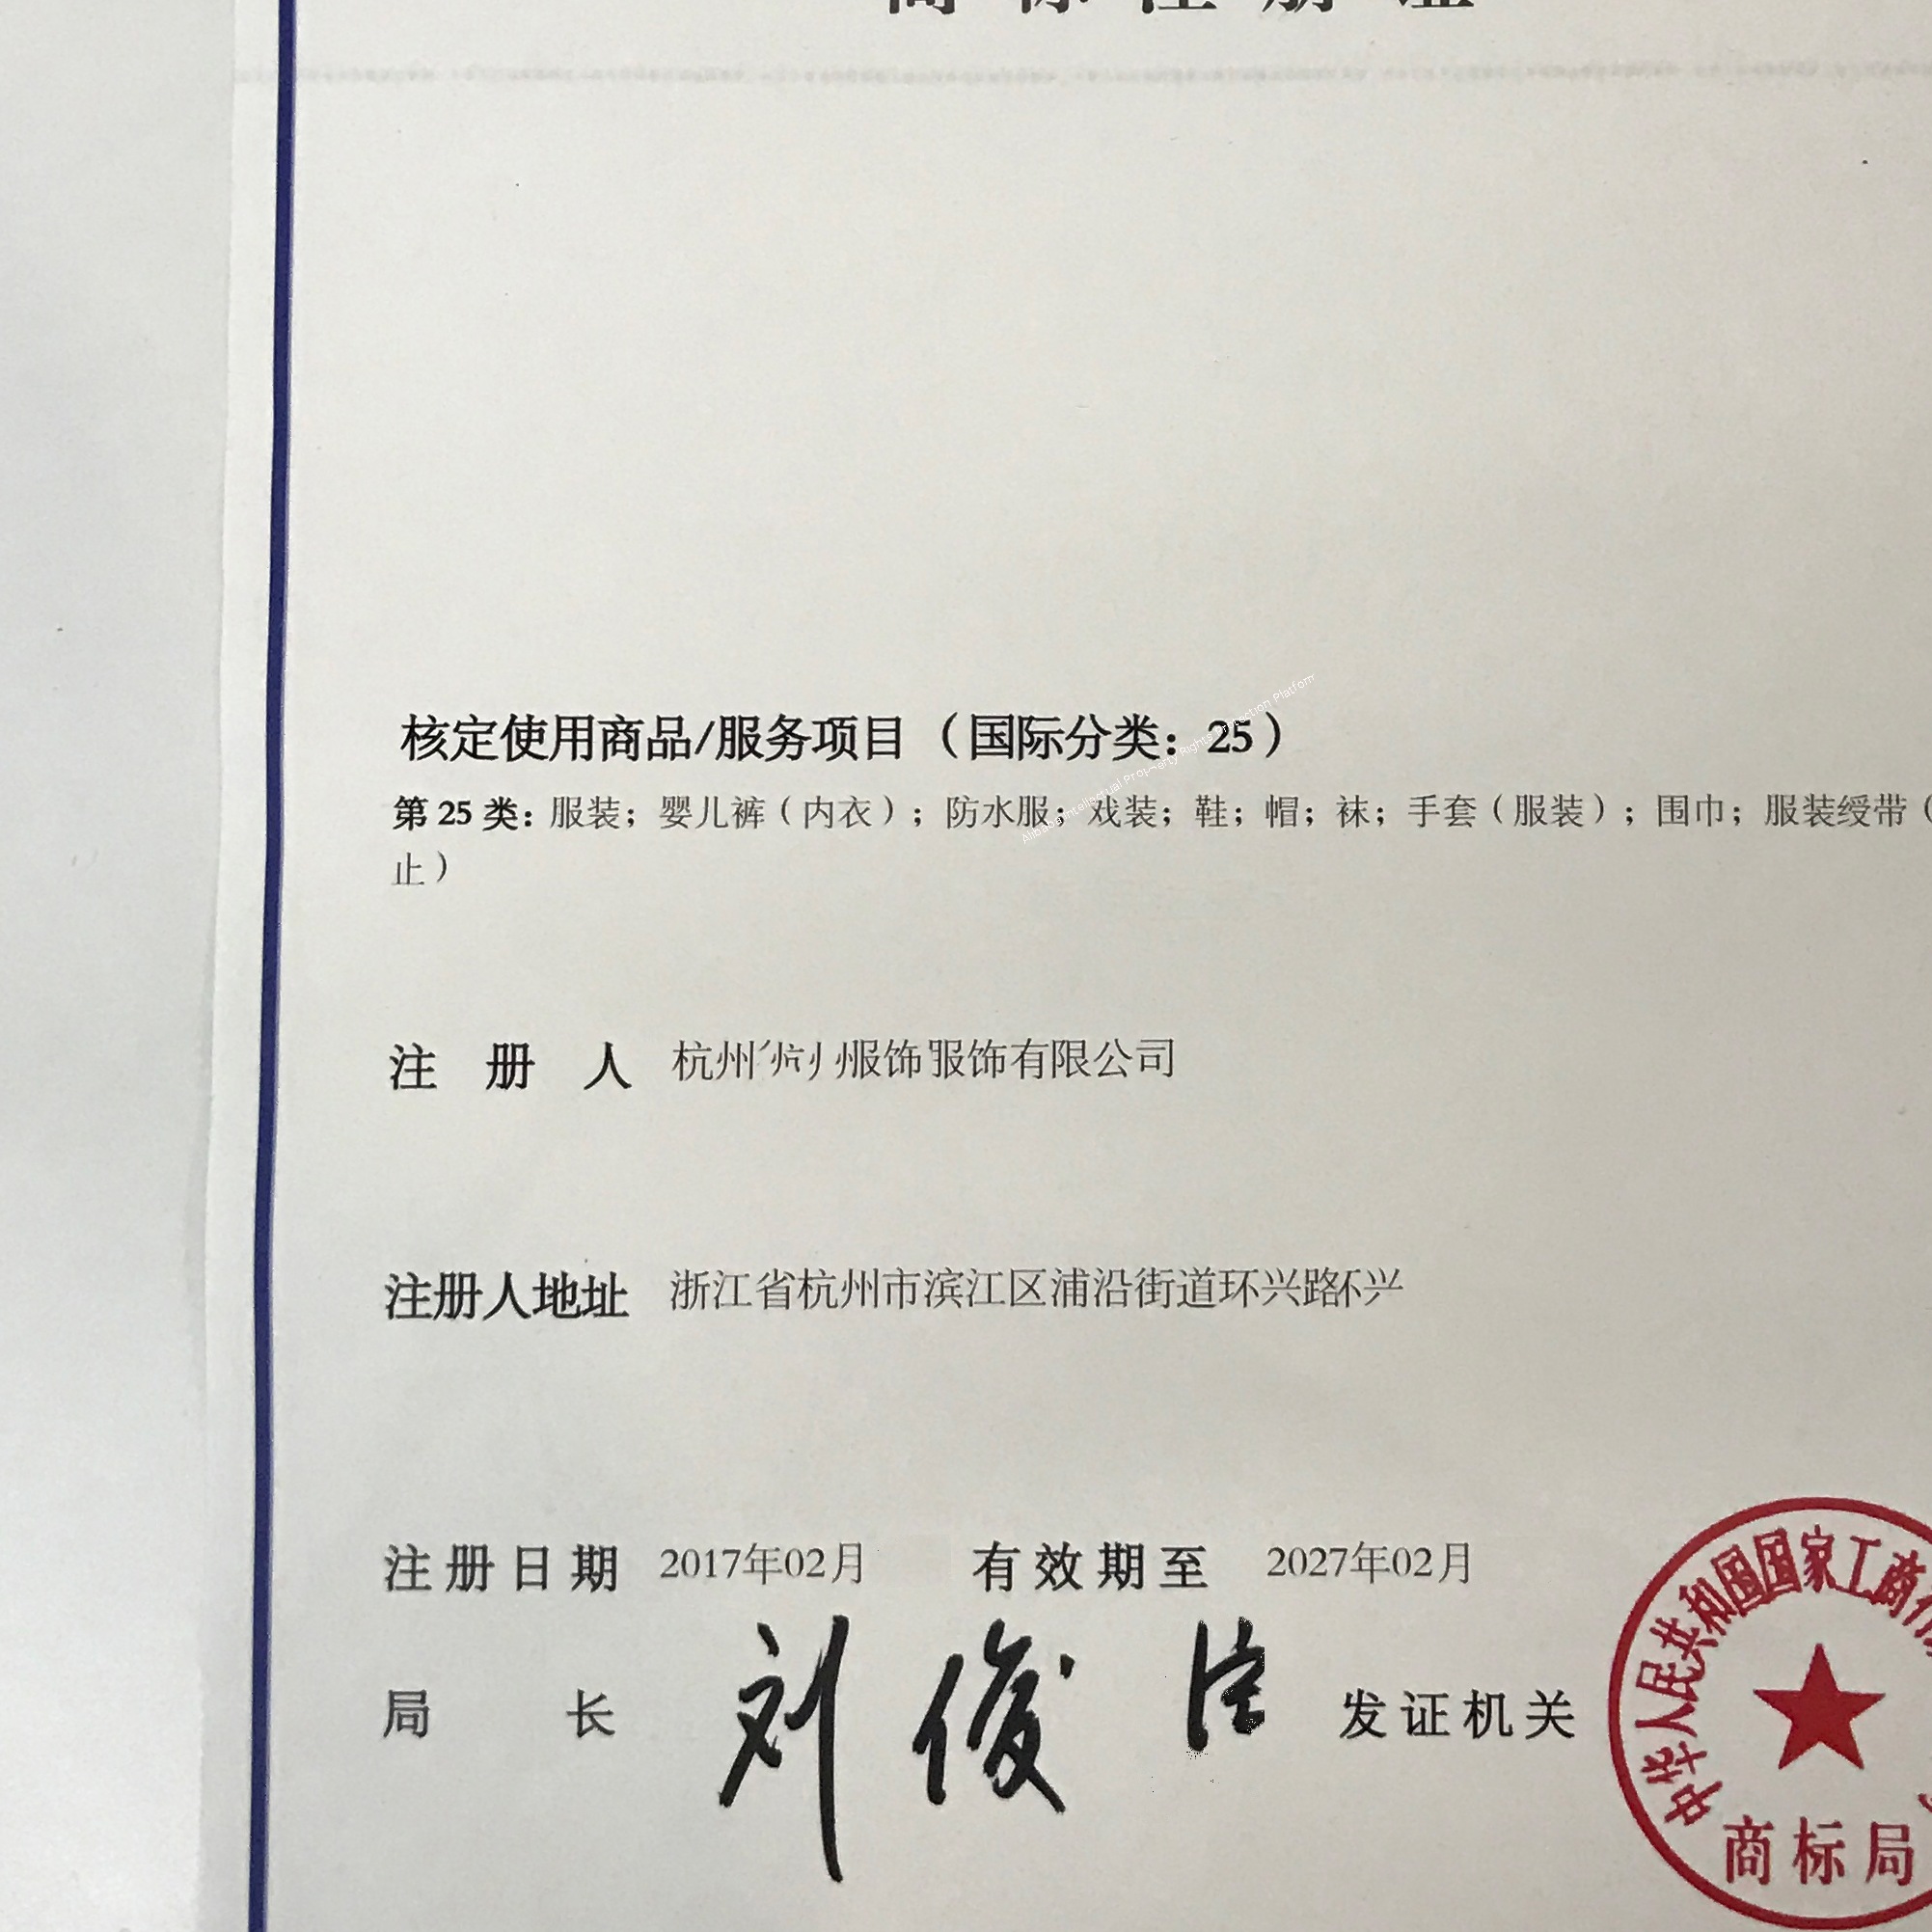 商标注册证
核定使用商品/服务项目（国际分类：25）
第 25 类：服装；婴儿裤（内衣）；防水服；戏装；鞋；帽；袜；手套（服装）；围巾；服装绶带（
止）
Alibaba Intellectual Property Rights Protection Platform
注册人 杭州 服饰服饰有限公司
注册人地址 浙江省杭州市滨江区浦沿街道环兴路 兴
注册日期 2017年02月 有效期至 2027年02月
局长 刘俊 发证机关
中华人民共和国国家工商行
商标局